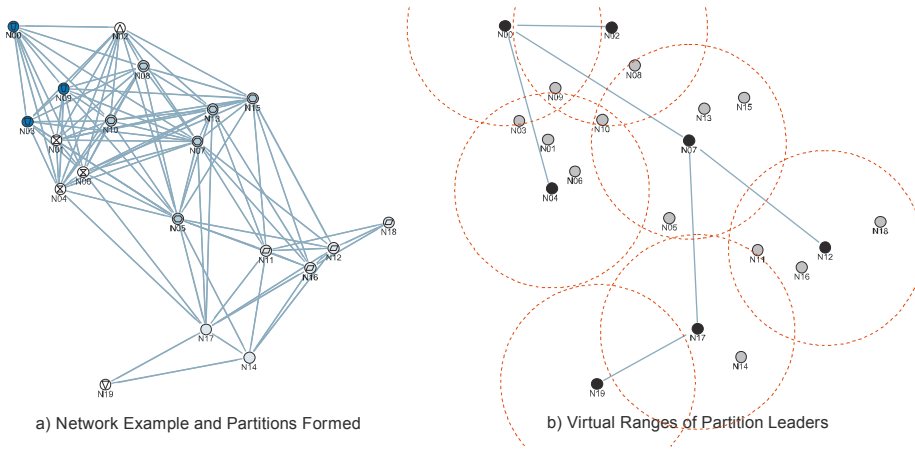 N00
N02
N08
N09
N15
N13
N03
N10
N01
N07
N06
N04
N05
N18
N11
N12
N16
N17
N14
N19
a) Network Example and Partitions Formed
N00
N02
N08
N09
N15
N13
N03
N10
N01
N07
N06
N04
N05
N18
N11
N12
N16
N17
N14
N19
b) Virtual Ranges of Partition Leaders